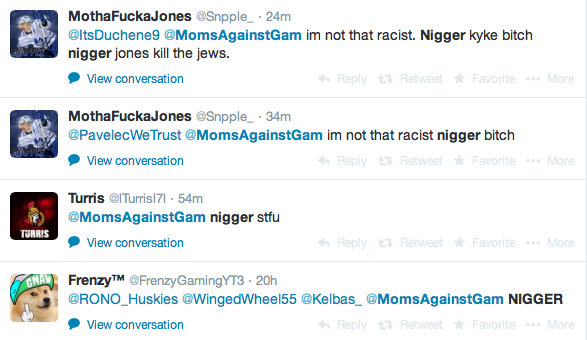 MothaFuckaJones @Snpple_ · 24m
@ItsDuchene9 @MomsAgainstGam im not that racist. Nigger kyke bitch
nigger jones kill the jews.
View conversation Reply Retweet Favorite More
MothaFuckaJones @Snpple_ · 34m
@PavelecWeTrust @MomsAgainstGam im not that racist nigger bitch
View conversation Reply Retweet Favorite More
Turris @ITurrisI7I · 54m
@MomsAgainstGam nigger stfu
TURRIS
View conversation Reply Retweet Favorite More
Frenzy™ @FrenzyGamingYT3 · 20h
@RONO_Huskies @WingedWheel55 @Kelbas_ @MomsAgainstGam NIGGER
View conversation Reply Retweet Favorite More